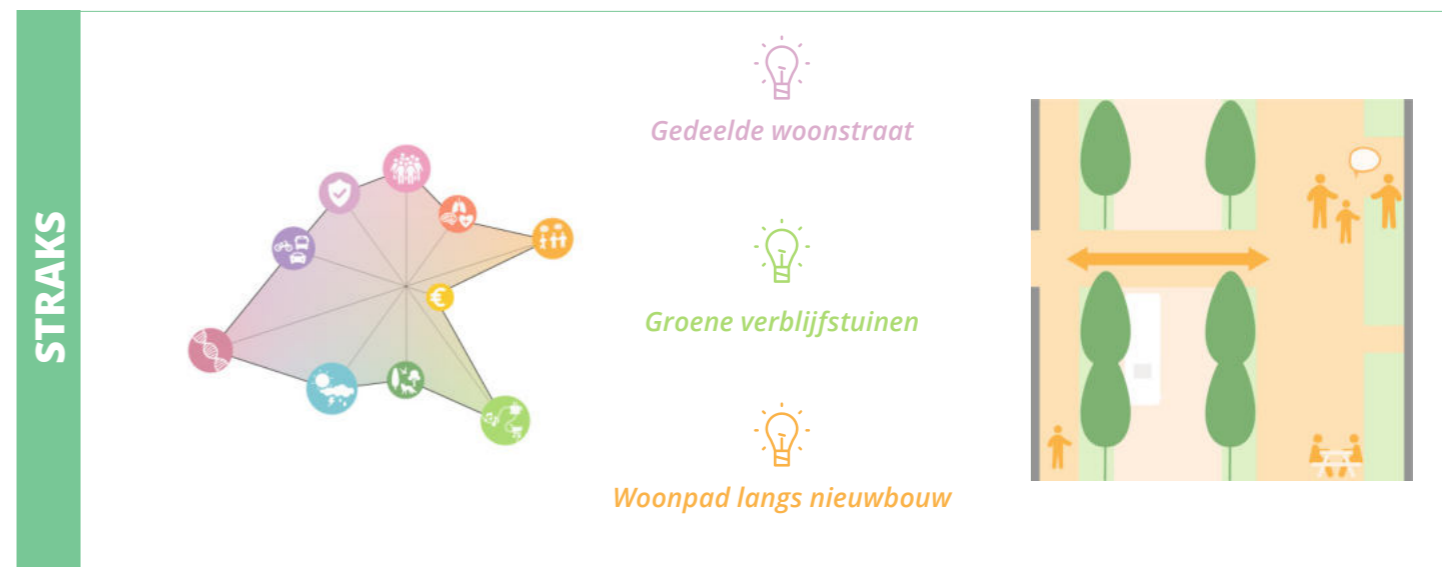 STRAKS
Gedeelde woonstraat
Groene verblijfstuinen
Woonpad langs nieuwbouw
€